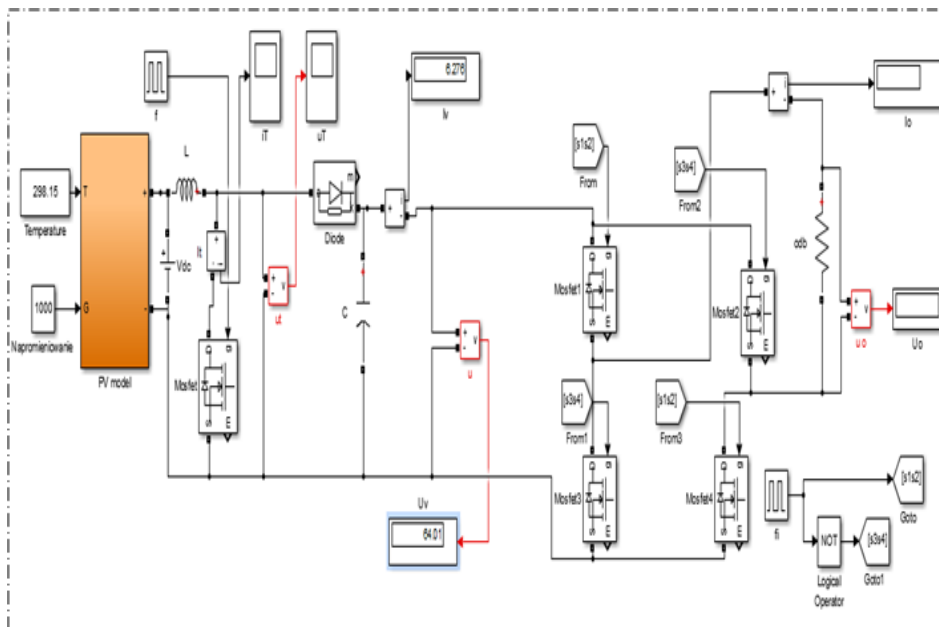 f
iT
uT
6.276
Iv
Io
L
[s1s2]
From
[s3s4]
From2
298.15
Temperature
T
+
m
Diode
+
i
-
odb
Vdc
It
+
-
v
ut
C
Mosfet1
D
g
S
m
Mosfet2
D
g
S
m
+
-
v
u o
Uo
1000
Napromieniowanie
G
-
PV model
Mosfet
D
g
S
m
+
-
v
u
[s3s4]
From1
[s1s2]
From3
Mosfet3
D
g
S
m
Mosfet4
D
g
S
m
fi
[s1s2]
Goto
Uv
64.01
NOT
Logical
Operator
[s3s4]
Goto1